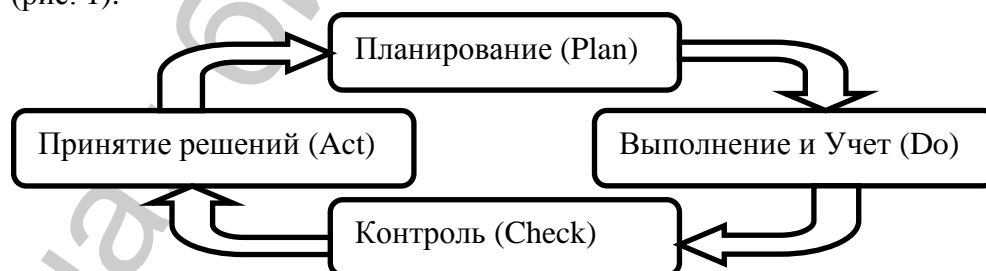 (рис. 1).
Планирование (Plan)
Принятие решений (Act)
Выполнение и Учет (Do)
Контроль (Check)